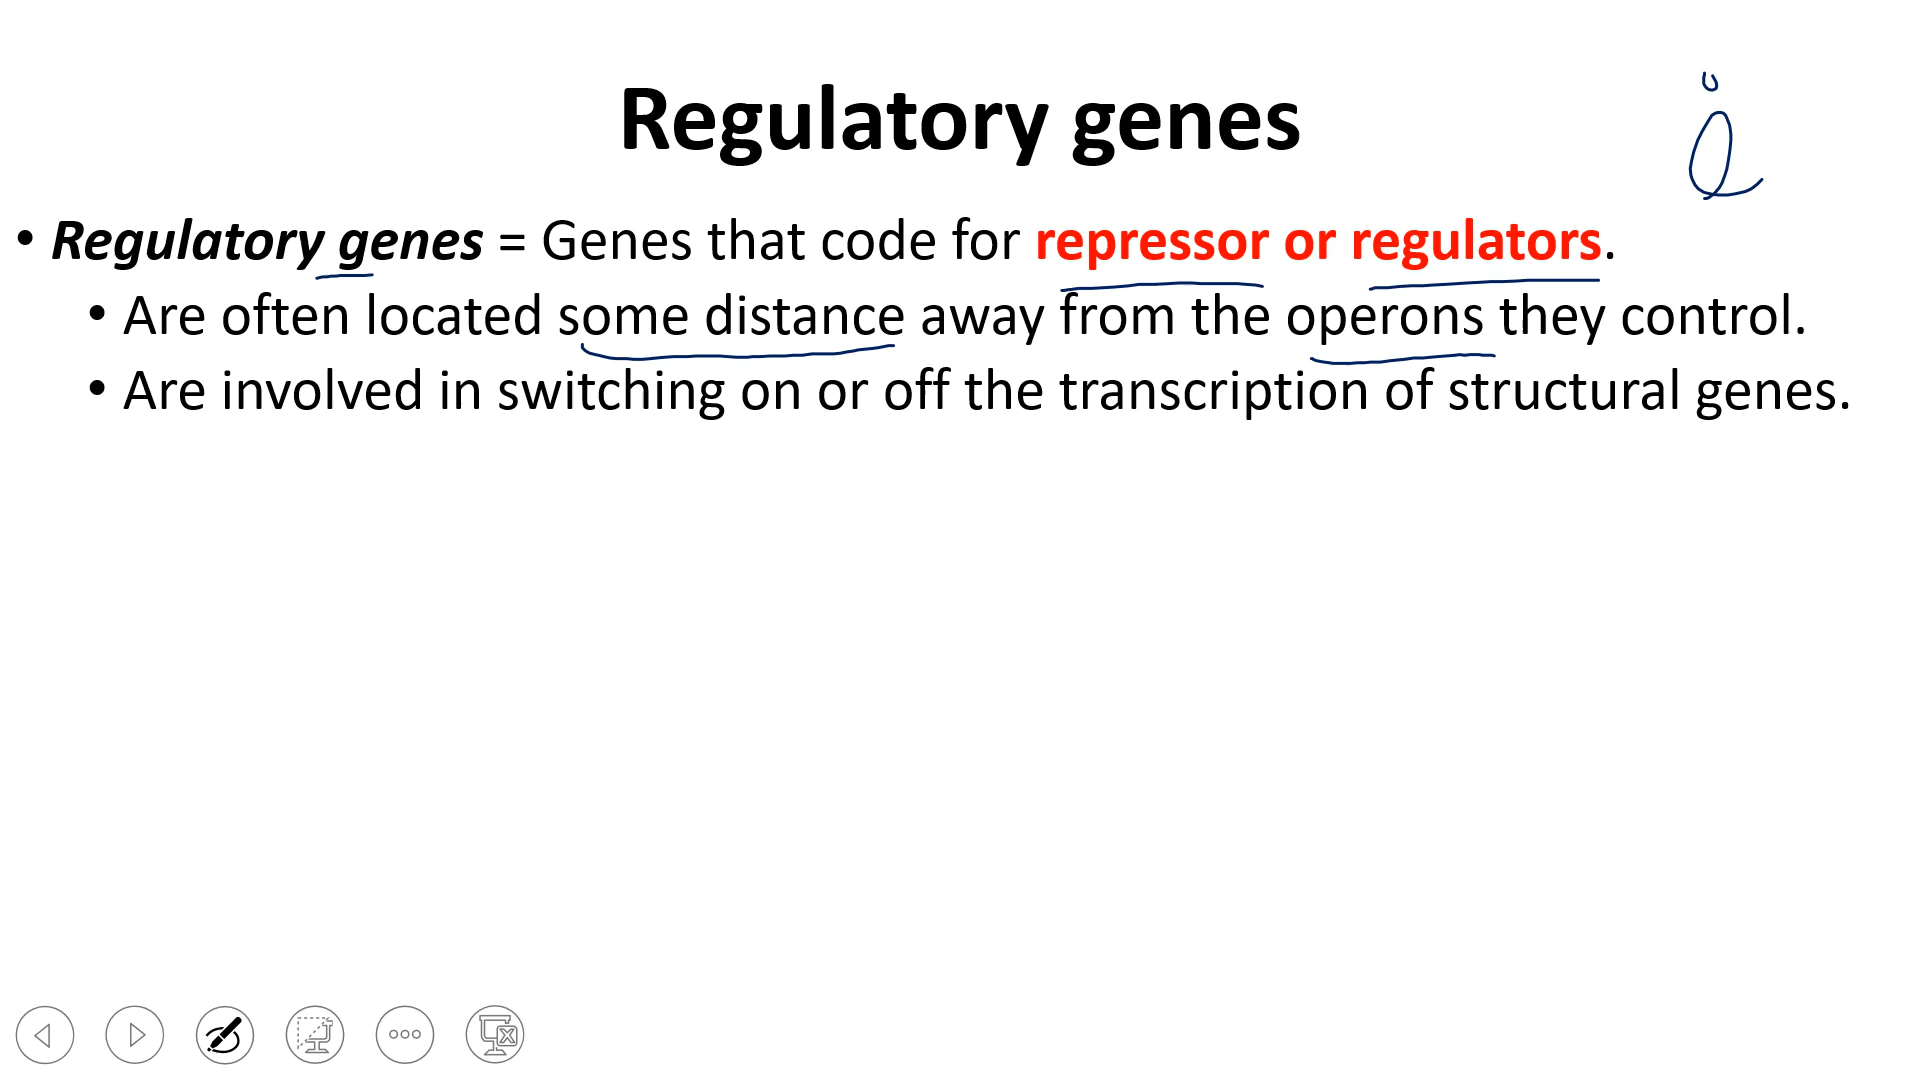 Regulatory genes
i
• Regulatory genes = Genes that code for repressor or regulators.
• Are often located some distance away from the operons they control.
• Are involved in switching on or off the transcription of structural genes.